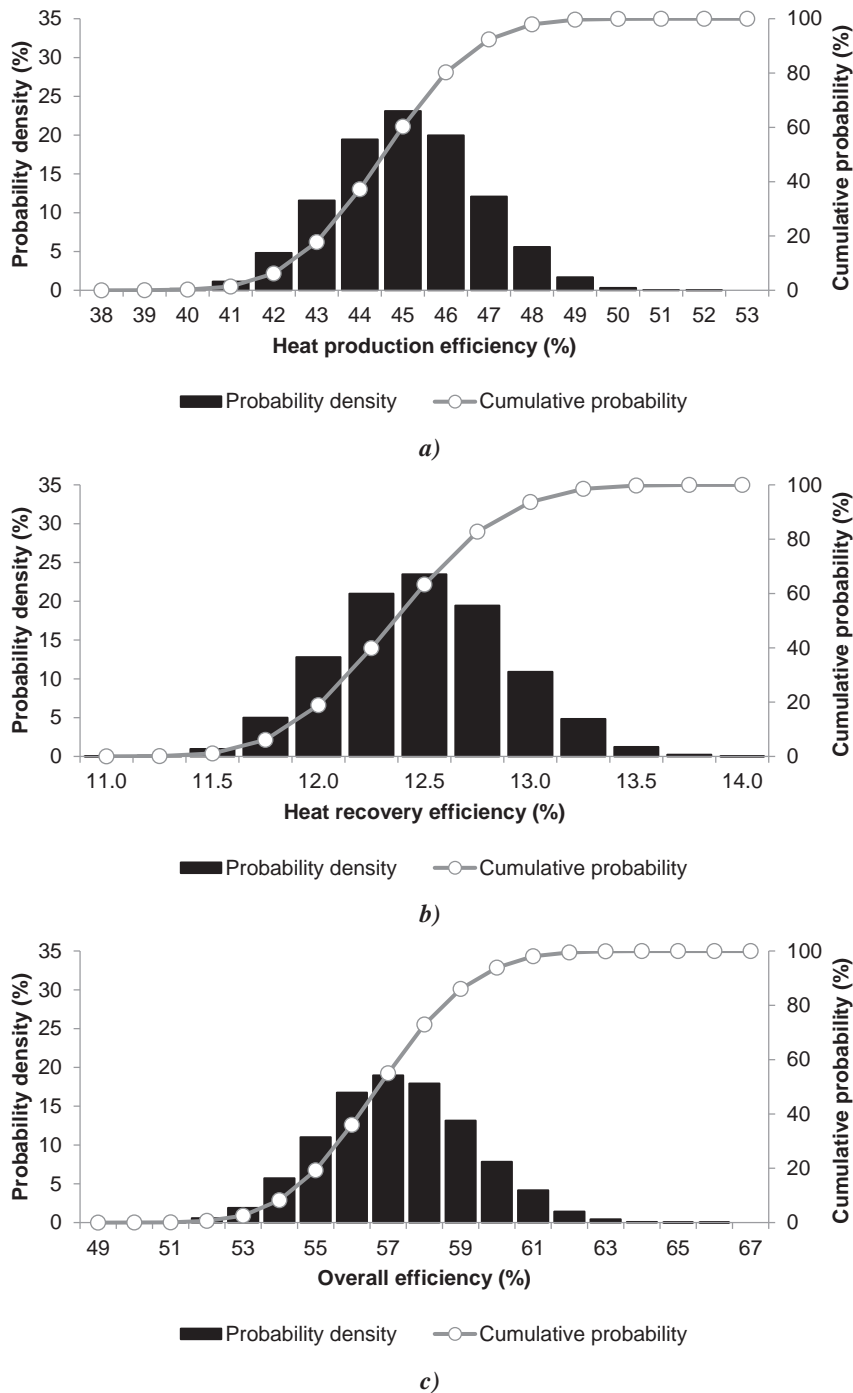 35
30
25
20
15
10
5
0
Probability density (%)
100
80
60
40
20
0
Cumulative probability (%)
38 39 40 41 42 43 44 45 46 47 48 49 50 51 52 53
Heat production efficiency (%)
Probability density Cumulative probability
a)
35
30
25
20
15
10
5
0
Probability density (%)
100
80
60
40
20
0
Cumulative probability (%)
11.0 11.5 12.0 12.5 13.0 13.5 14.0
Heat recovery efficiency (%)
Probability density Cumulative probability
b)
35
30
25
20
15
10
5
0
Probability density (%)
100
80
60
40
20
0
Cumulative probability (%)
49 51 53 55 57 59 61 63 65 67
Overall efficiency (%)
Probability density Cumulative probability
c)